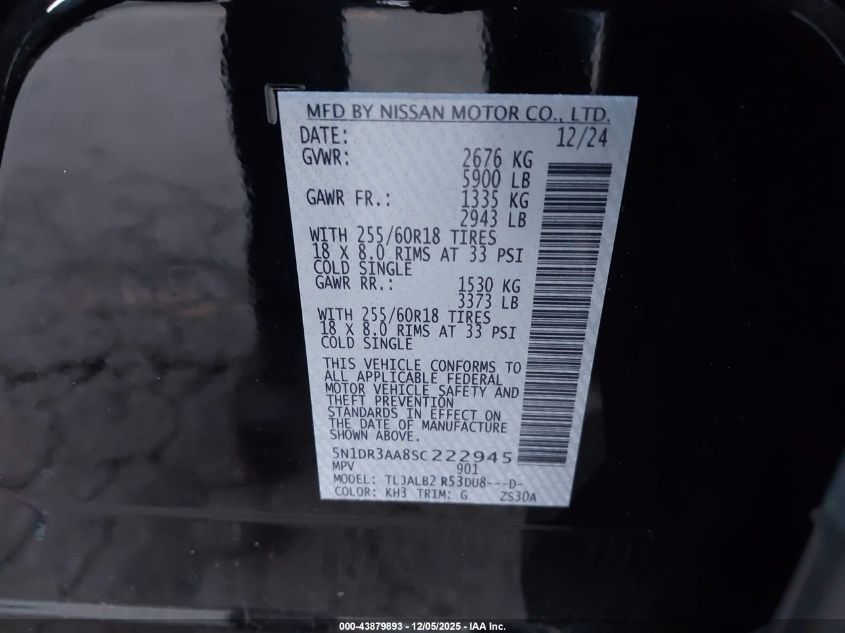 MFD BY NISSAN MOTOR CO., LTD.
DATE: 12/24
GVWR: 2676 KG
5900 LB
GAWR FR.: 1335 KG
2943 LB
WITH 255/60R18 TIRES
18 X 8.0 RIMS AT 33 PSI
COLD SINGLE
GAWR RR.: 1530 KG
3373 LB
WITH 255/60R18 TIRES
18 X 8.0 RIMS AT 33 PSI
COLD SINGLE
THIS VEHICLE CONFORMS TO
ALL APPLICABLE FEDERAL
MOTOR VEHICLE SAFETY AND
THEFT PREVENTION
STANDARDS IN EFFECT ON
THE DATE OF MANUFACTURE
SHOWN ABOVE.
5N1DR3AA8SC222945
MPV 901
MODEL: TLJALB2 R53DU8---D-
COLOR: KH3 TRIM: G ZS30A
000-43879893 - 12/05/2025 - IAA Inc.